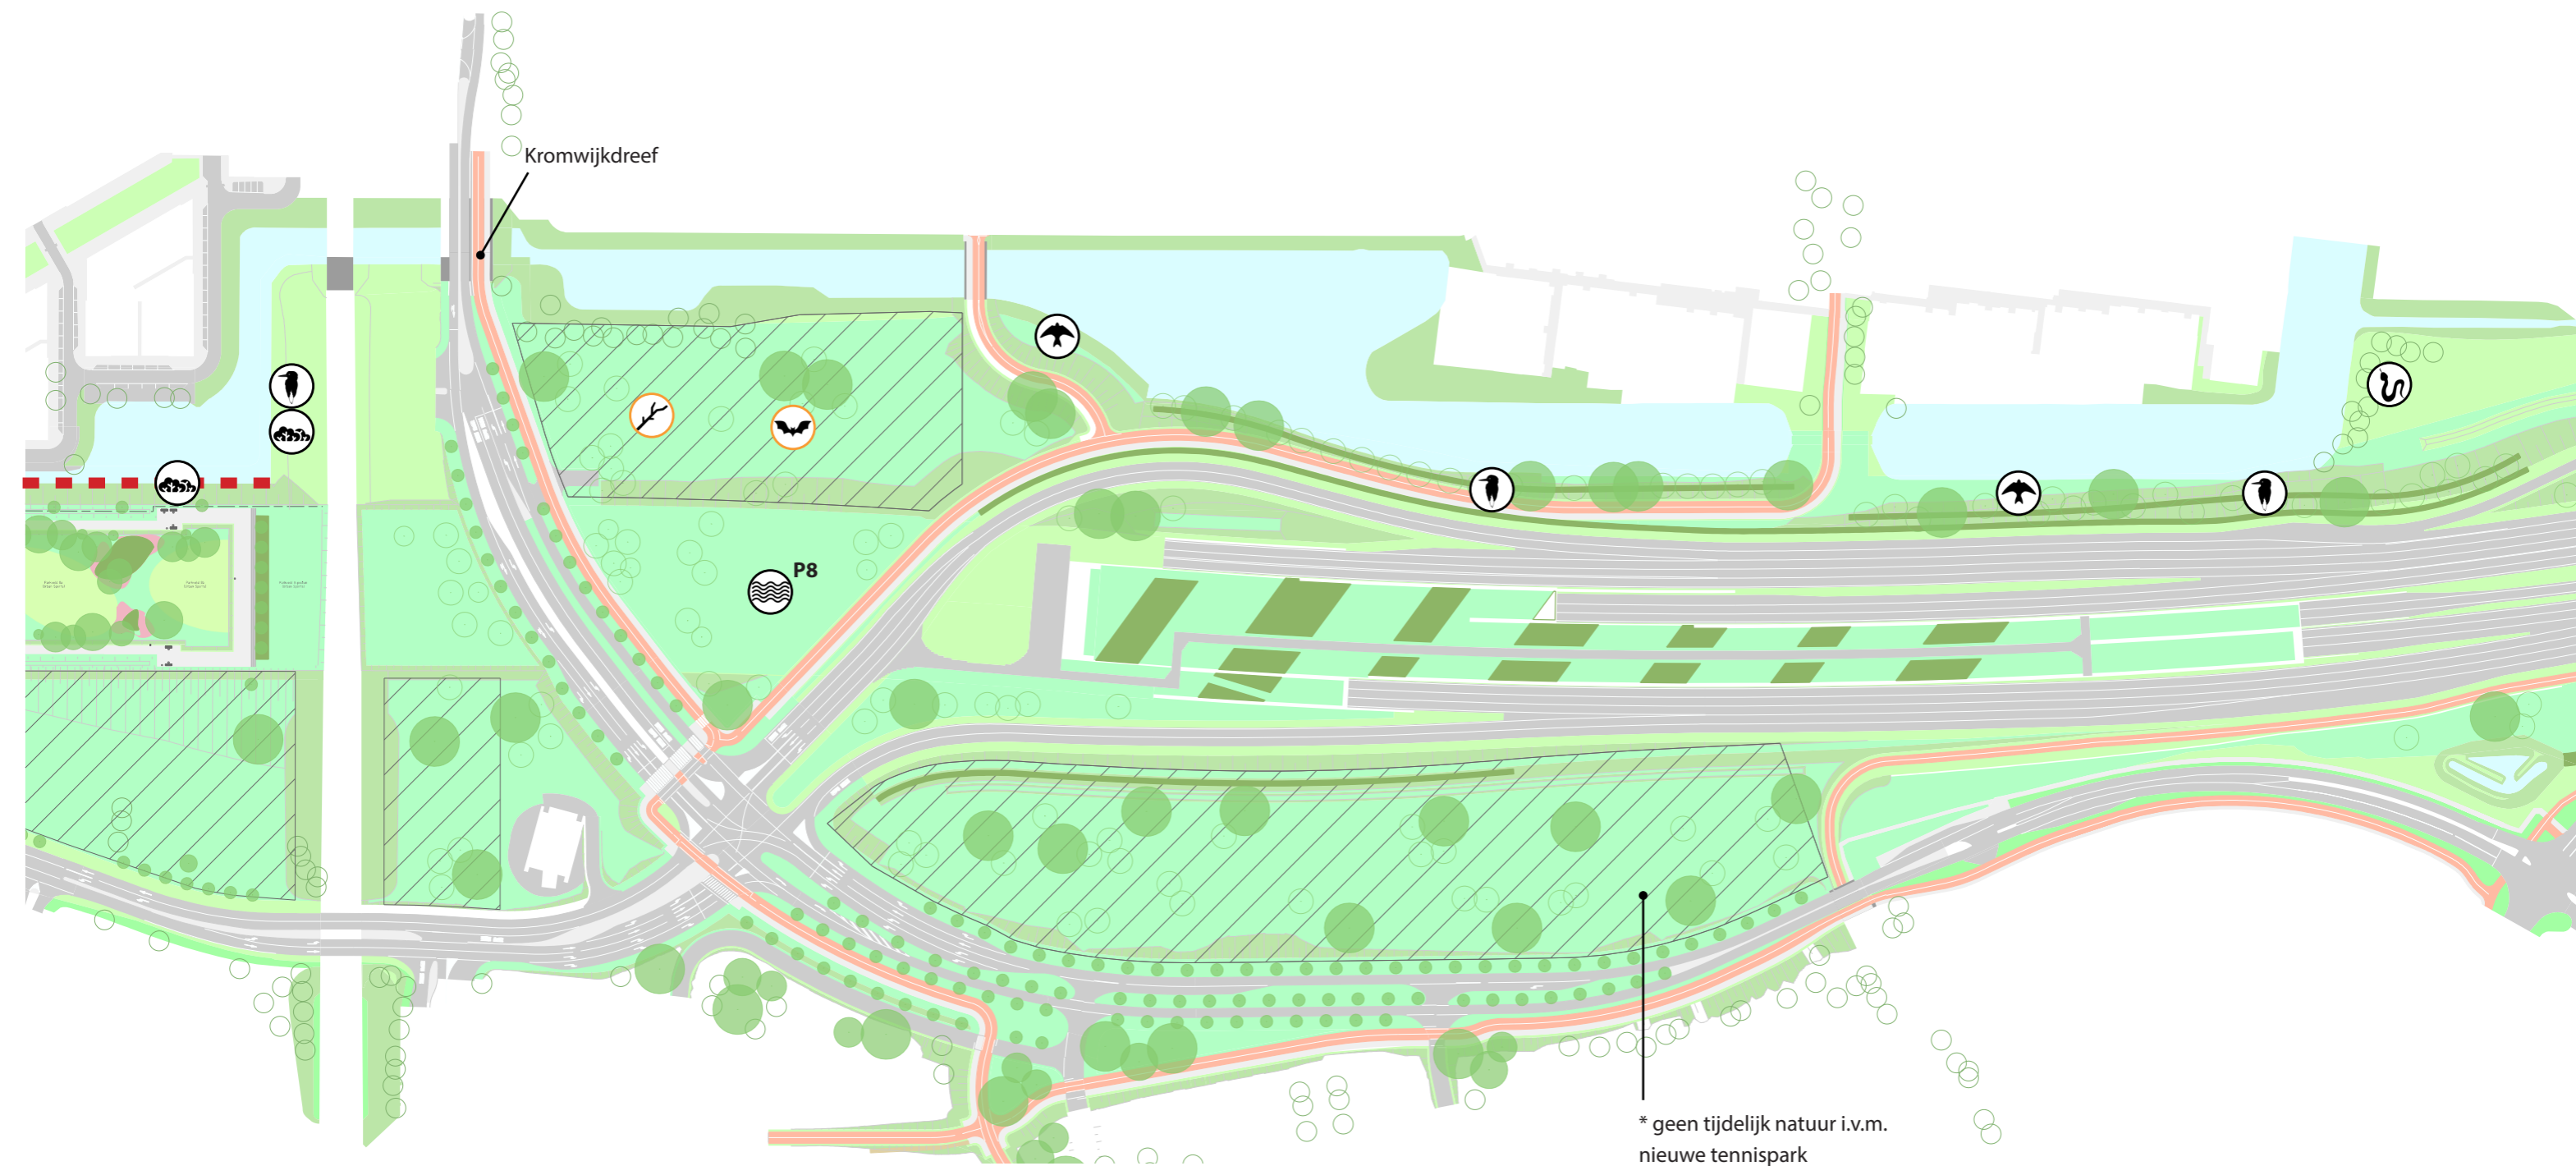 Kromwijkdreef
P8
* geen tijdelijk natuur i.v.m.
nieuwe tennispark